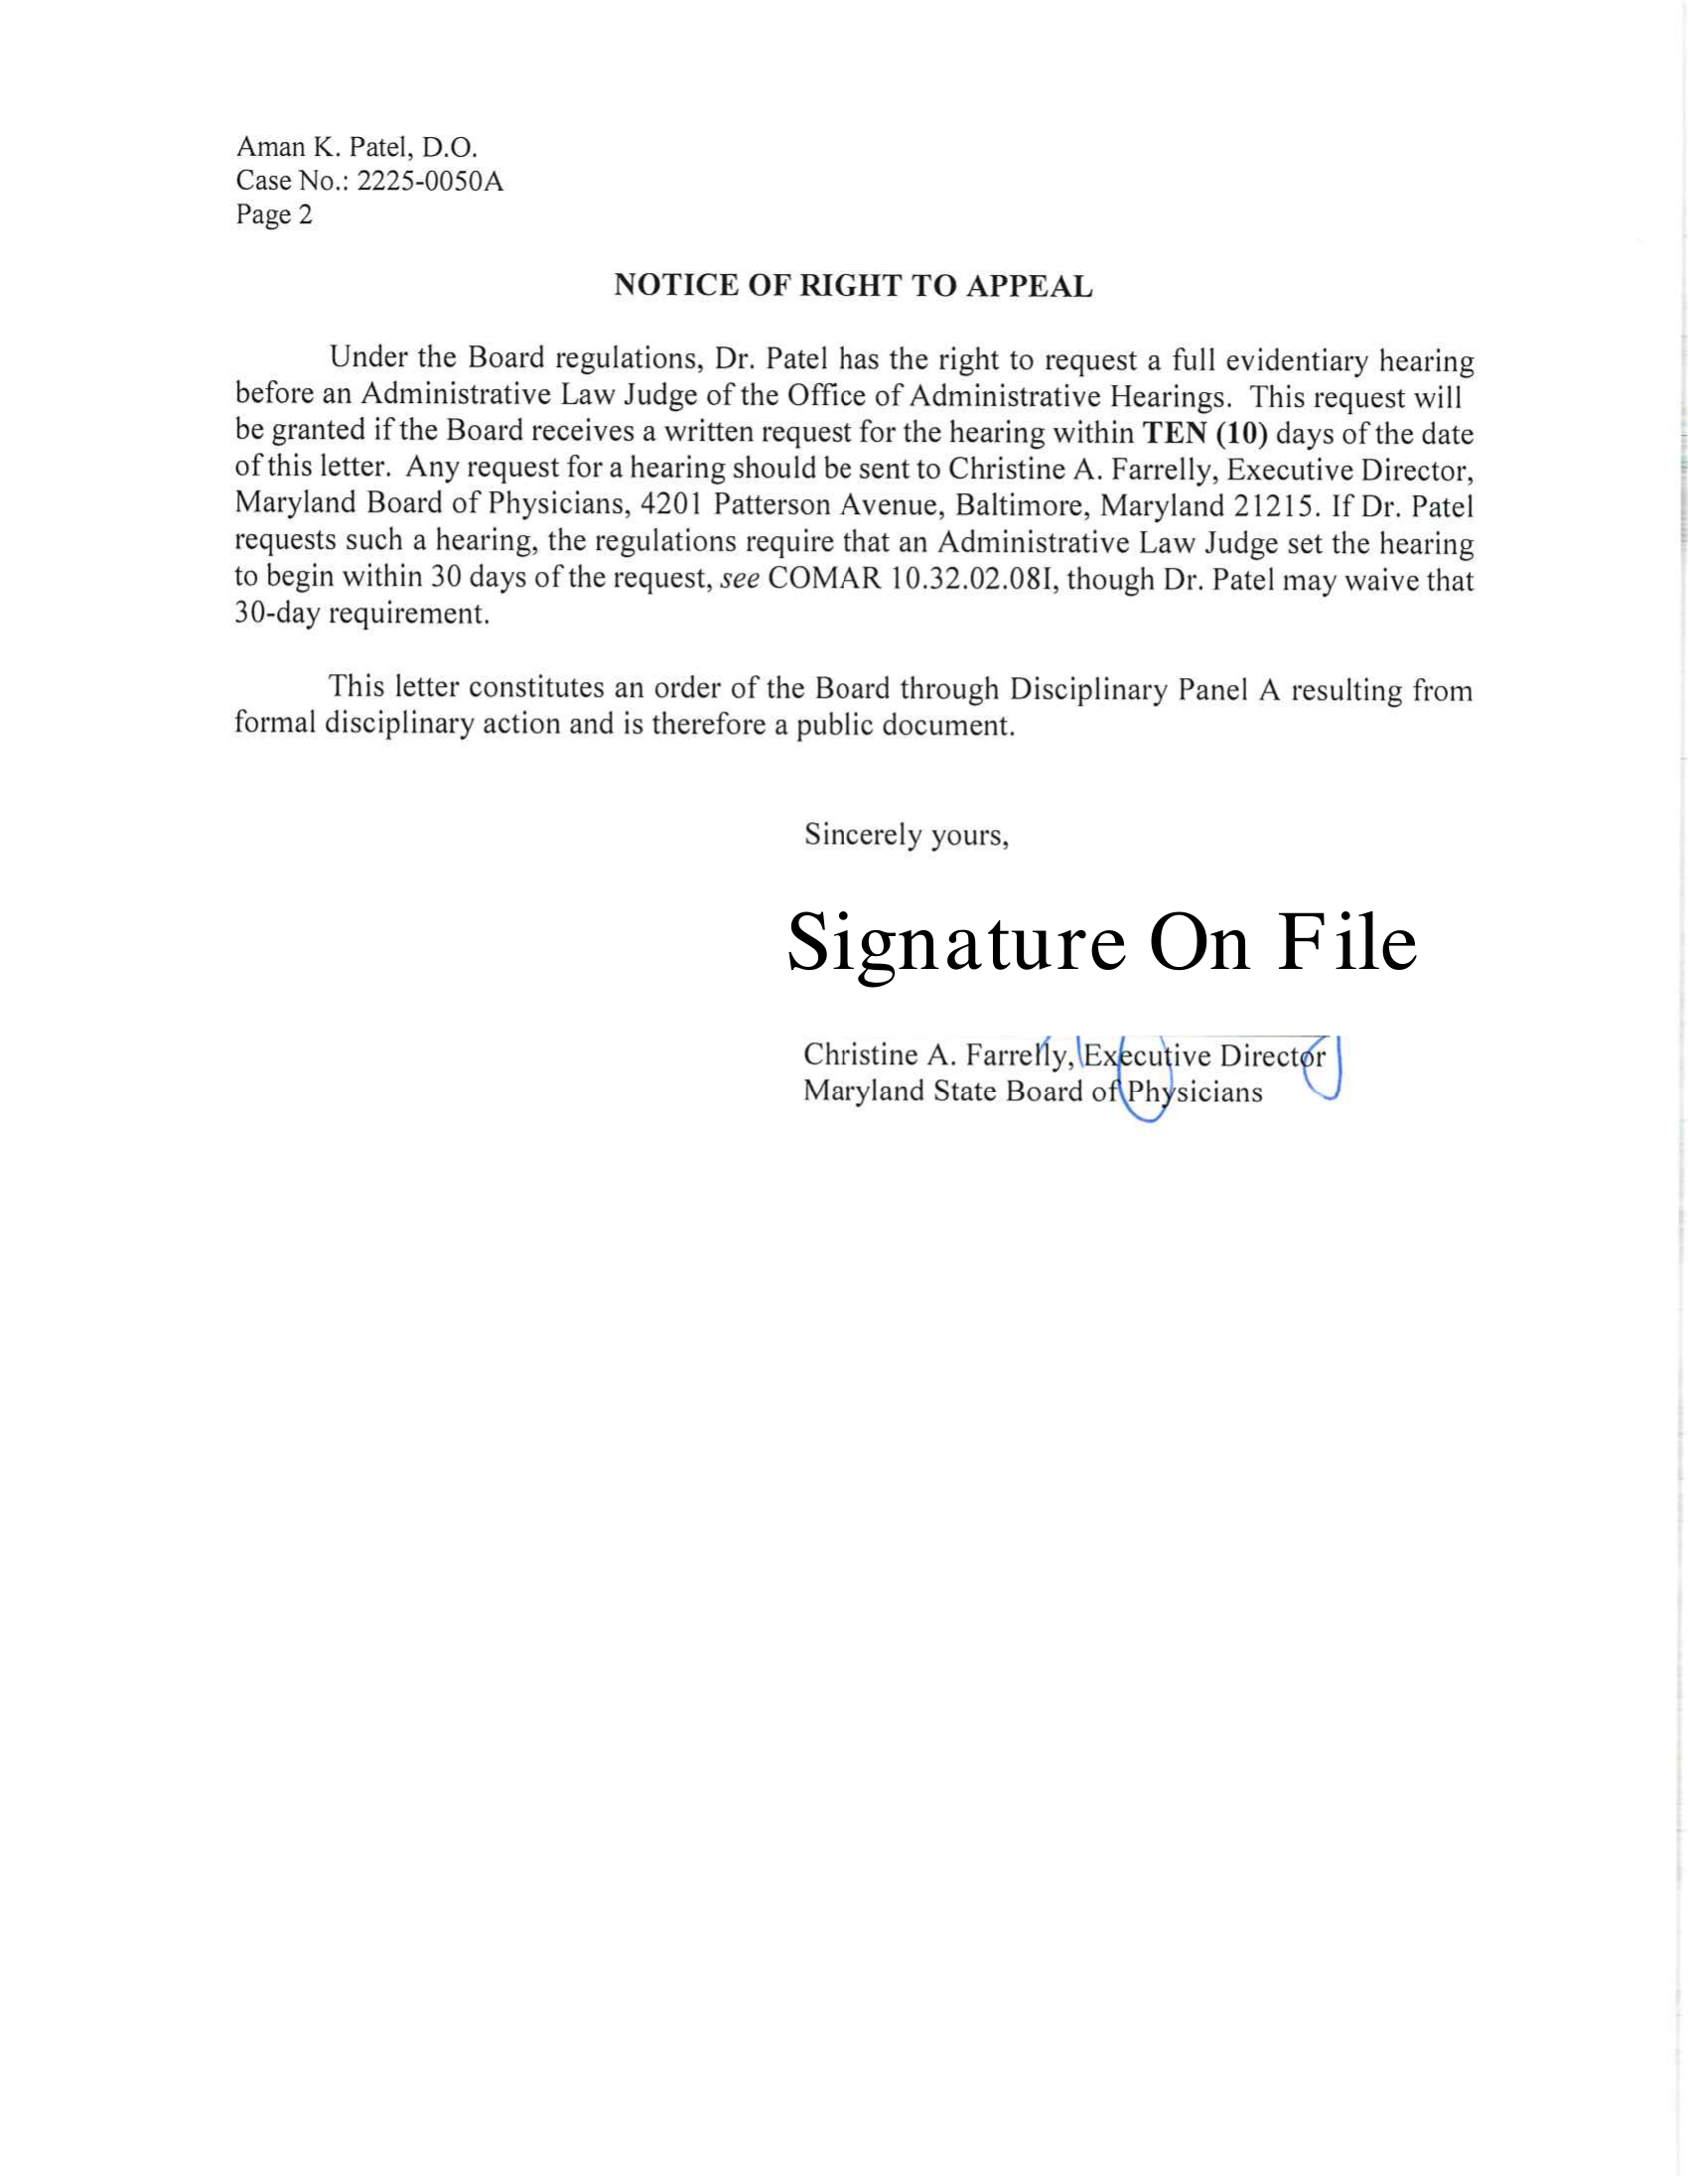 Aman K. Patel, D.O.
Case No.: 2225-0050A
Page 2
NOTICE OF RIGHT TO APPEAL
Under the Board regulations, Dr. Patel has the right to request a full evidentiary hearing
before an Administrative Law Judge of the Office of Administrative Hearings. This request will
be granted if the Board receives a written request for the hearing within TEN (10) days of the date
of this letter. Any request for a hearing should be sent to Christine A. Farrelly, Executive Director,
Maryland Board of Physicians, 4201 Patterson Avenue, Baltimore, Maryland 21215. If Dr. Patel
requests such a hearing, the regulations require that an Administrative Law Judge set the hearing
to begin within 30 days of the request, see COMAR 10.32.02.08I, though Dr. Patel may waive that
30-day requirement.
This letter constitutes an order of the Board through Disciplinary Panel A resulting from
formal disciplinary action and is therefore a public document.
Sincerely yours,
Signature On File
Christine A. Farrelly, Executive Director
Maryland State Board of Physicians